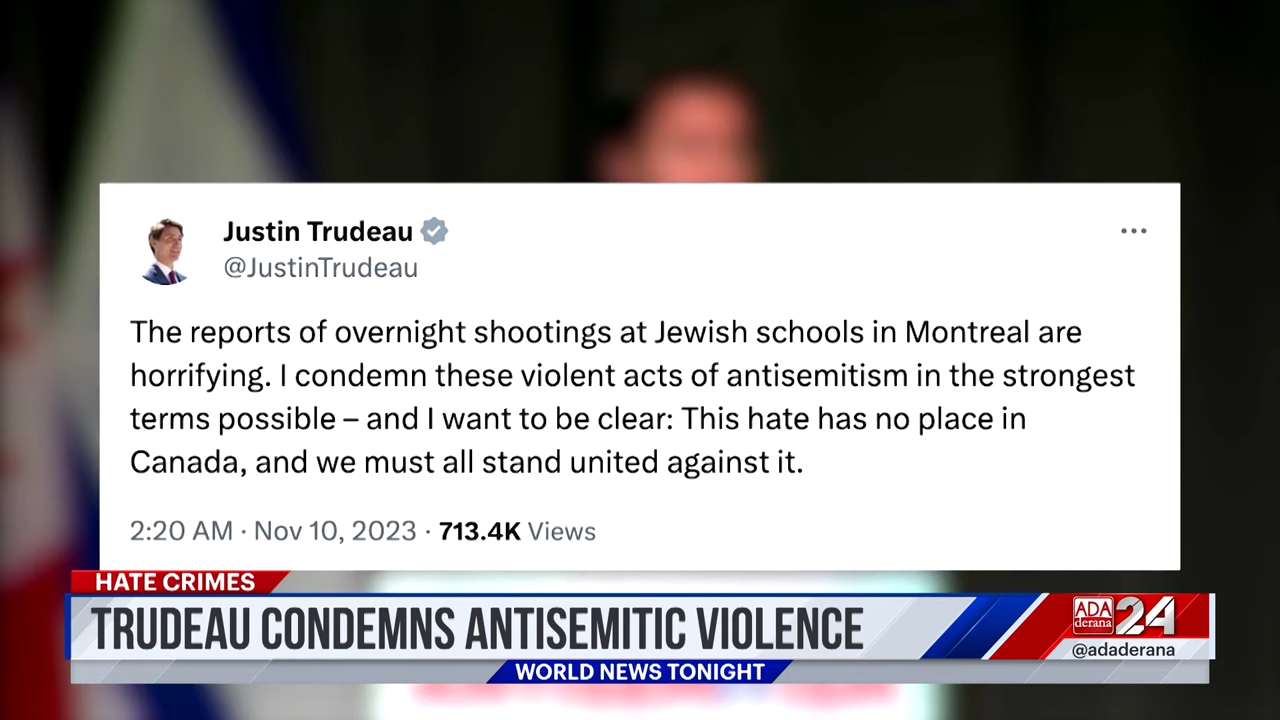 Justin Trudeau
@JustinTrudeau
The reports of overnight shootings at Jewish schools in Montreal are
horrifying. I condemn these violent acts of antisemitism in the strongest
terms possible – and I want to be clear: This hate has no place in
Canada, and we must all stand united against it.
2:20 AM · Nov 10, 2023 · 713.4K Views
HATE CRIMES
TRUDEAU CONDEMNS ANTISEMITIC VIOLENCE
ADA
derana
24
@adaderana
WORLD NEWS TONIGHT